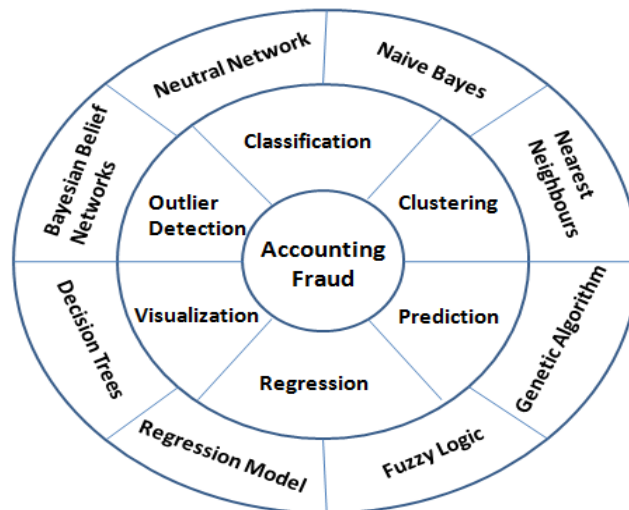 Neutral Network
Naive Bayes
Bayesian Belief
Networks
Nearest
Neighbours
Classification
Outlier
Detection
Clustering
Accounting
Fraud
Visualization
Prediction
Regression
Decision Trees
Genetic Algorithm
Regression Model
Fuzzy Logic